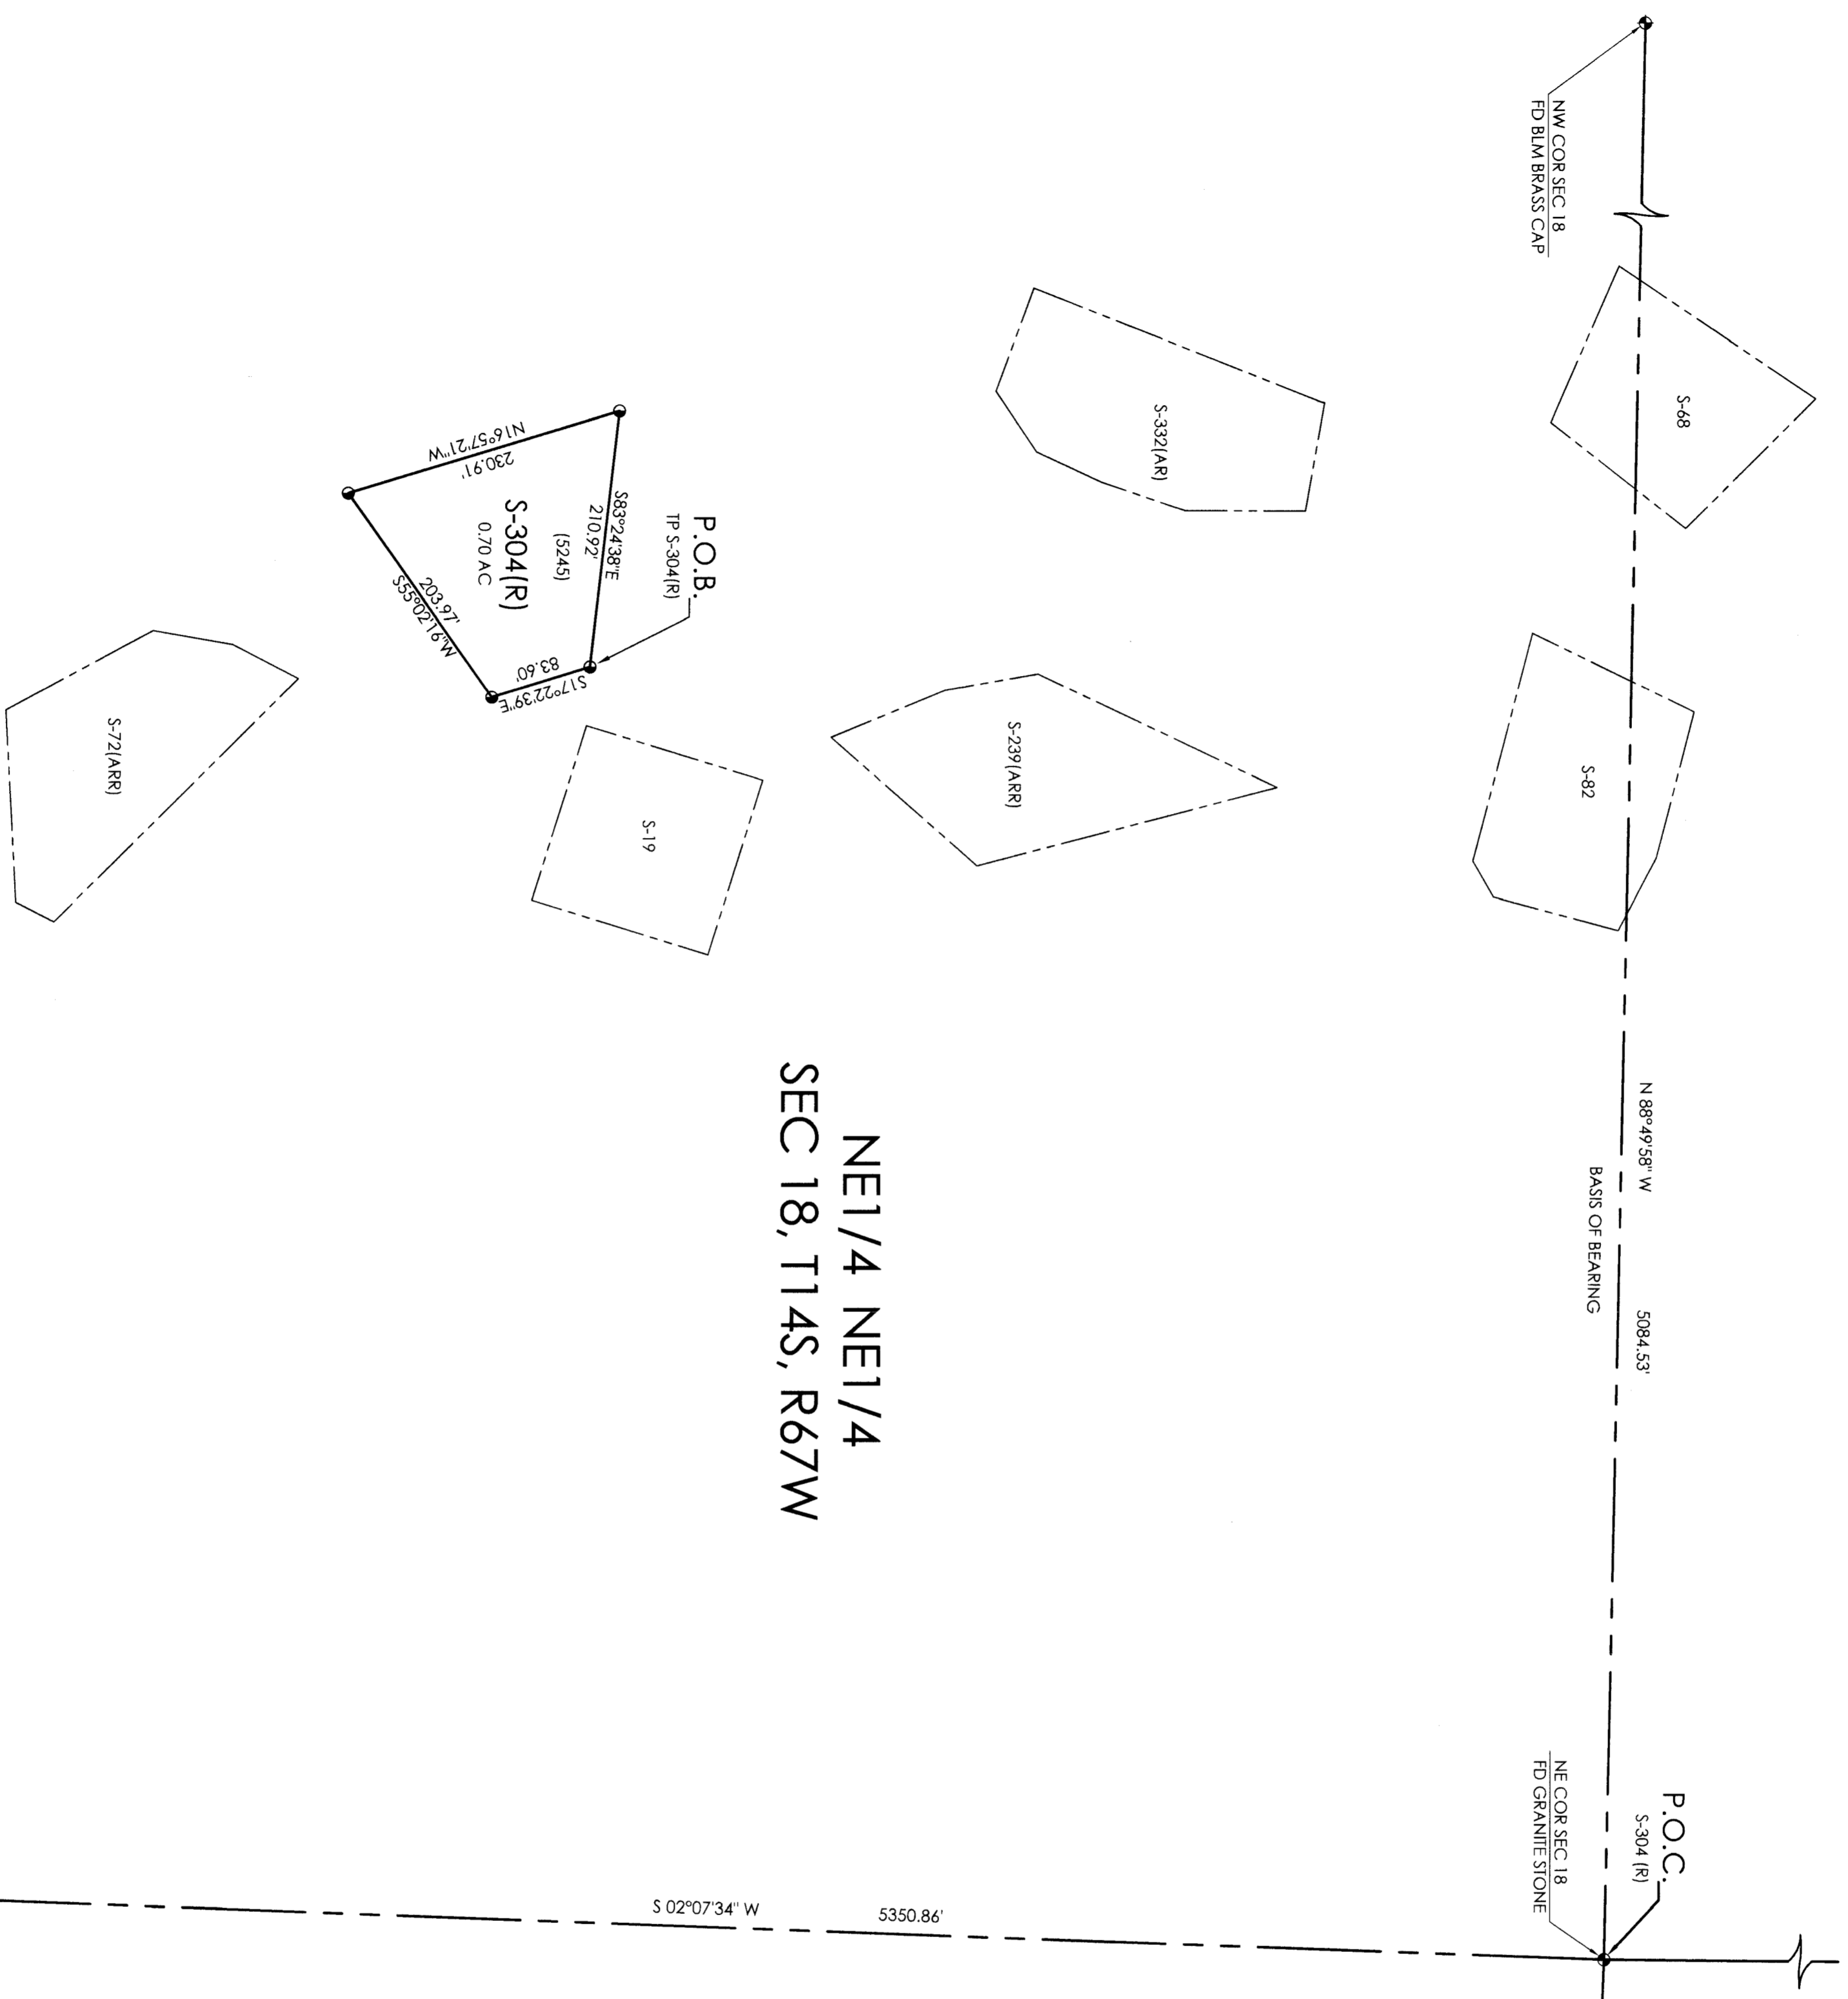 NW COR SEC 18
FD BLM BRASS CAP
S-68
S-82
N 88°49'58" W
5084.53'
BASIS OF BEARING
P.O.C.
S-304 (R)
NE COR SEC 18
FD GRANITE STONE
S-332(AR)
S-239(ARR)
NE1/4 NE1/4
SEC 18, T14S, R67W
P.O.B.
TP S-304(R)
S83°24'38"E
210.92'
(5245)
S-304(R)
0.70 AC
N16°57'21"W
230.91'
203.97'
S55°02'16"W
83.60'
S17°22'39"E
S-19
S-72(ARR)
S 02°07'34" W
5350.86'